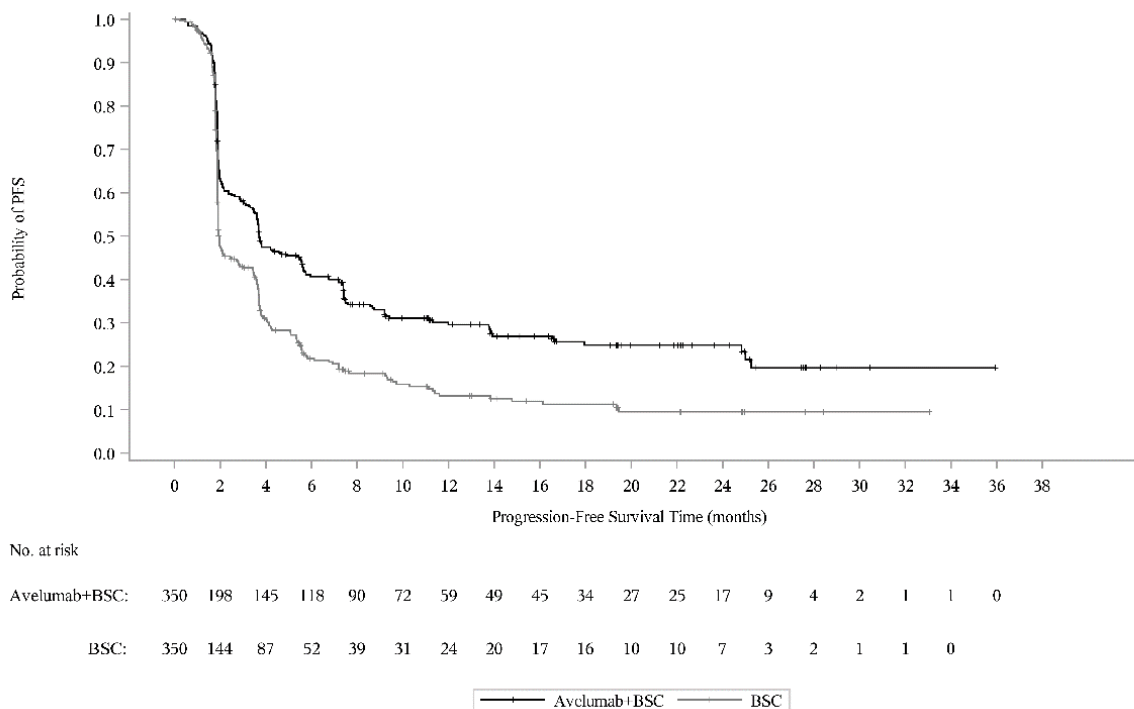 1.0
0.9
0.8
0.7
0.6
0.5
0.4
0.3
0.2
0.1
0.0
Probability of PFS
0 2 4 6 8 10 12 14 16 18 20 22 24 26 28 30 32 34 36 38
Progression-Free Survival Time (months)
No. at risk
Avelumab+BSC: 350 198 145 118 90 72 59 49 45 34 27 25 17 9 4 2 1 1 0
BSC: 350 144 87 52 39 31 24 20 17 16 10 10 7 3 2 1 1 0
Avelumab+BSC BSC